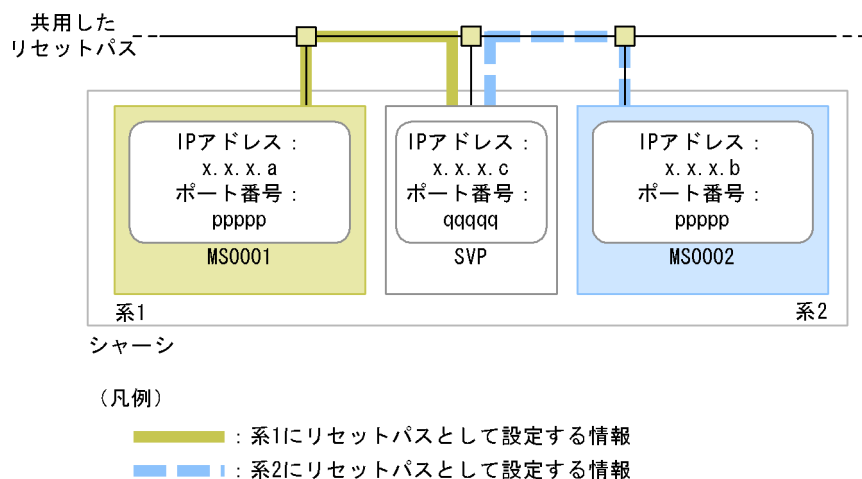 共用した
リセットパス
IPアドレス：
x.x.x.a
ポート番号：
ppppp
MS0001
IPアドレス：
x.x.x.c
ポート番号：
qqqqq
SVP
IPアドレス：
x.x.x.b
ポート番号：
ppppp
MS0002
系1
系2
シャーシ
（凡例）
：系1にリセットパスとして設定する情報
：系2にリセットパスとして設定する情報